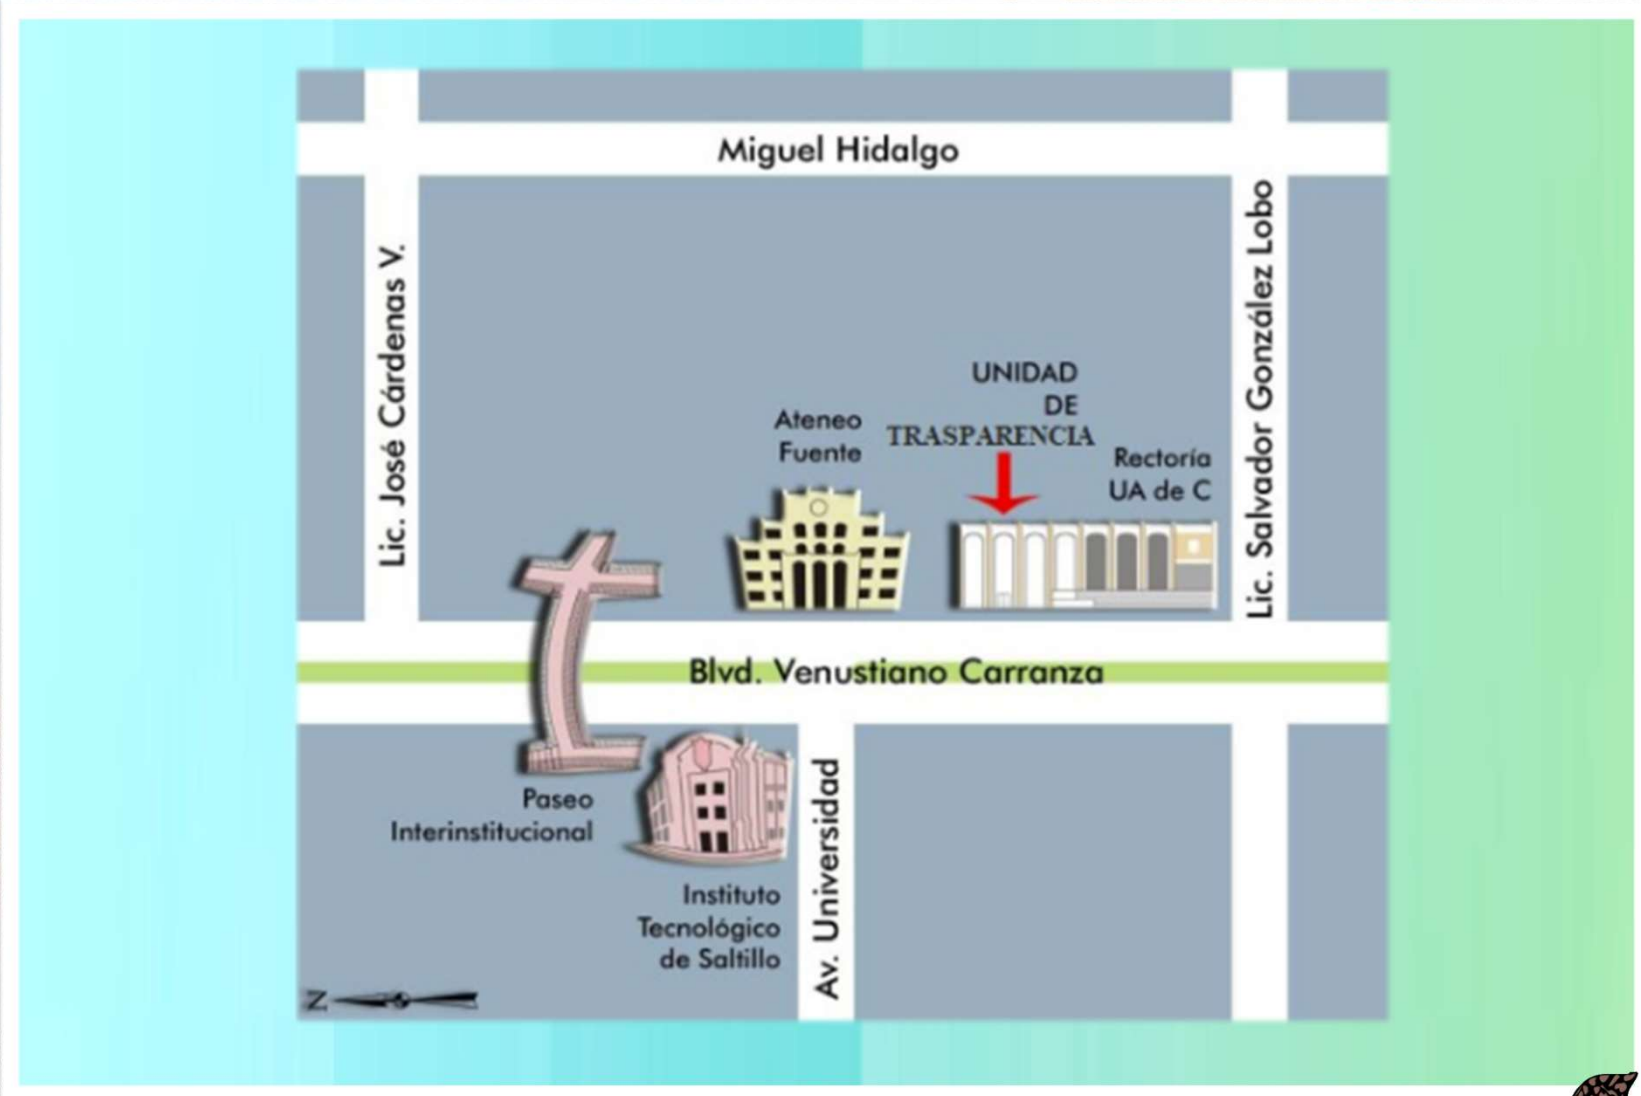 Miguel Hidalgo
Lic. José Cárdenas V.
Lic. Salvador González Lobo
UNIDAD
DE
TRASPARENCIA
Ateneo
Fuente
Rectoría
UA de C
Blvd. Venustiano Carranza
Paseo
Interinstitucional
Instituto
Tecnológico
de Saltillo
Av. Universidad
N